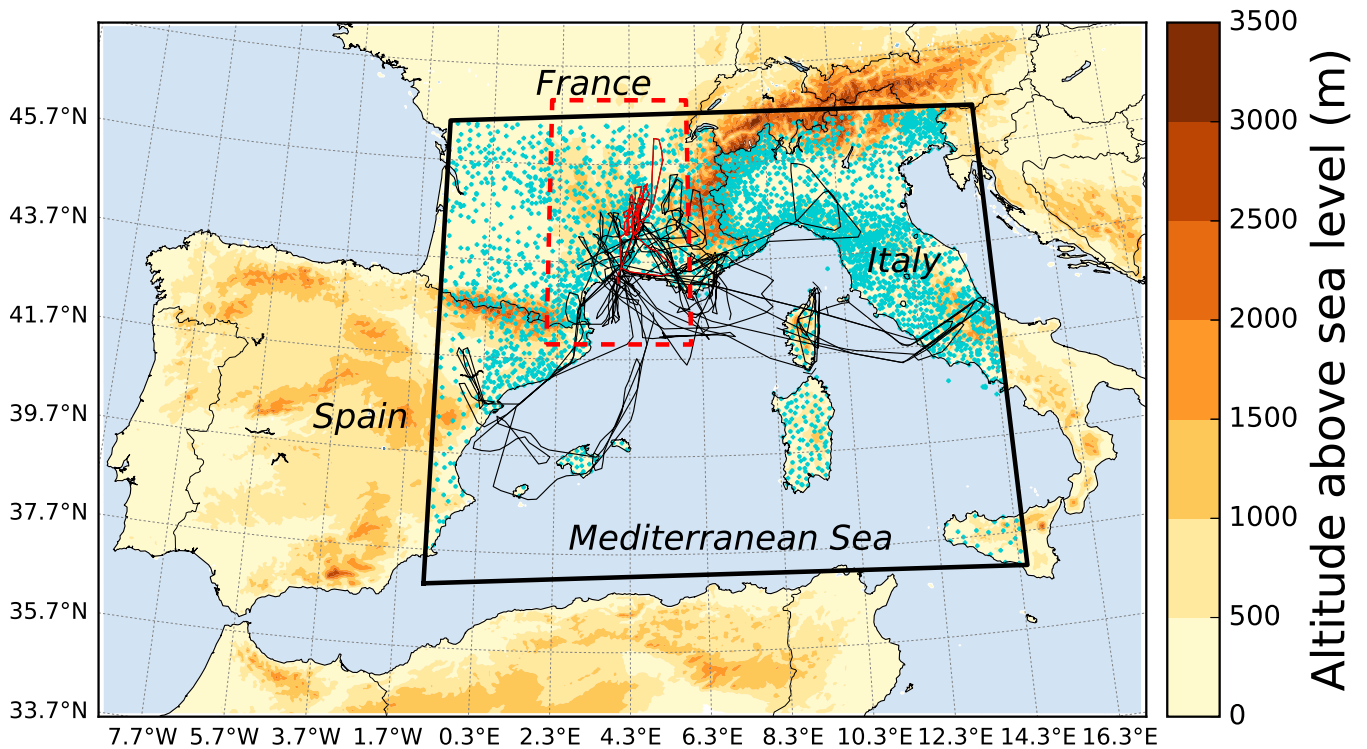 France
Italy
Spain
Mediterranean Sea
45.7°N
43.7°N
41.7°N
39.7°N
37.7°N
35.7°N
33.7°N
7.7°W 5.7°W 3.7°W 1.7°W 0.3°E 2.3°E 4.3°E 6.3°E 8.3°E 10.3°E 12.3°E 14.3°E 16.3°E
3500
3000
2500
2000
1500
1000
500
0
Altitude above sea level (m)